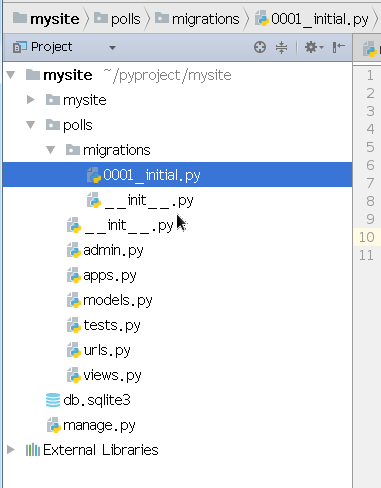 mysite polls migrations 0001_initial.py
Project
mysite ~/pyproject/mysite
mysite
polls
migrations
0001_initial.py
__init__.py
__init__.py
admin.py
apps.py
models.py
tests.py
urls.py
views.py
db.sqlite3
manage.py
External Libraries
1
2
3
4
5
6
7
8
9
10
11